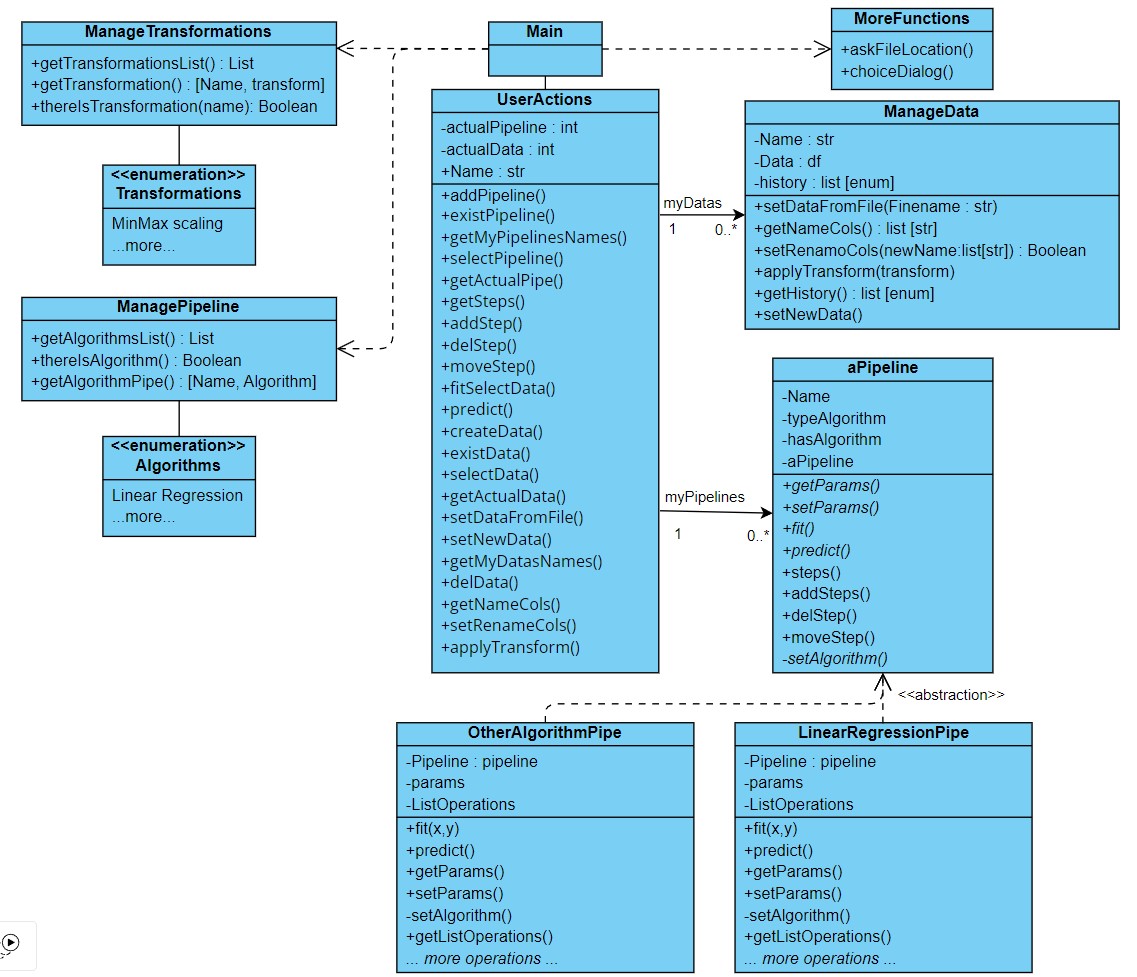 ManageTransformations
+getTransformationsList() : List
+getTransformation() : [Name, transform]
+thereIsTransformation(name): Boolean
<<enumeration>>
Transformations
MinMax scaling
...more...
ManagePipeline
+getAlgorithmsList() : List
+thereIsAlgorithm() : Boolean
+getAlgorithmPipe() : [Name, Algorithm]
<<enumeration>>
Algorithms
Linear Regression
...more...
Main
UserActions
-actualPipeline : int
-actualData : int
+Name : str
+addPipeline()
+existPipeline()
+getMyPipelinesNames()
+selectPipeline()
+getActualPipe()
+getSteps()
+addStep()
+delStep()
+moveStep()
+fitSelectData()
+predict()
+createData()
+existData()
+selectData()
+getActualData()
+setDataFromFile()
+setNewData()
+getMyDatasNames()
+delData()
+getNameCols()
+setRenameCols()
+applyTransform()
MoreFunctions
+askFileLocation()
+choiceDialog()
myDatas
1
0..*
ManageData
-Name : str
-Data : df
-history : list [enum]
+setDataFromFile(Finename : str)
+getNameCols() : list [str]
+setRenamoCols(newName:list[str]) : Boolean
+applyTransform(transform)
+getHistory() : list [enum]
+setNewData()
myPipelines
1
0..*
aPipeline
-Name
-typeAlgorithm
-hasAlgorithm
-aPipeline
+getParams()
+setParams()
+fit()
+predict()
+steps()
+addSteps()
+delStep()
+moveStep()
-setAlgorithm()
<<abstraction>>
OtherAlgorithmPipe
-Pipeline : pipeline
-params
-ListOperations
+fit(x,y)
+predict()
+getParams()
+setParams()
-setAlgorithm()
+getListOperations()
... more operations ...
LinearRegressionPipe
-Pipeline : pipeline
-params
-ListOperations
+fit(x,y)
+predict()
+getParams()
+setParams()
-setAlgorithm()
+getListOperations()
... more operations ...